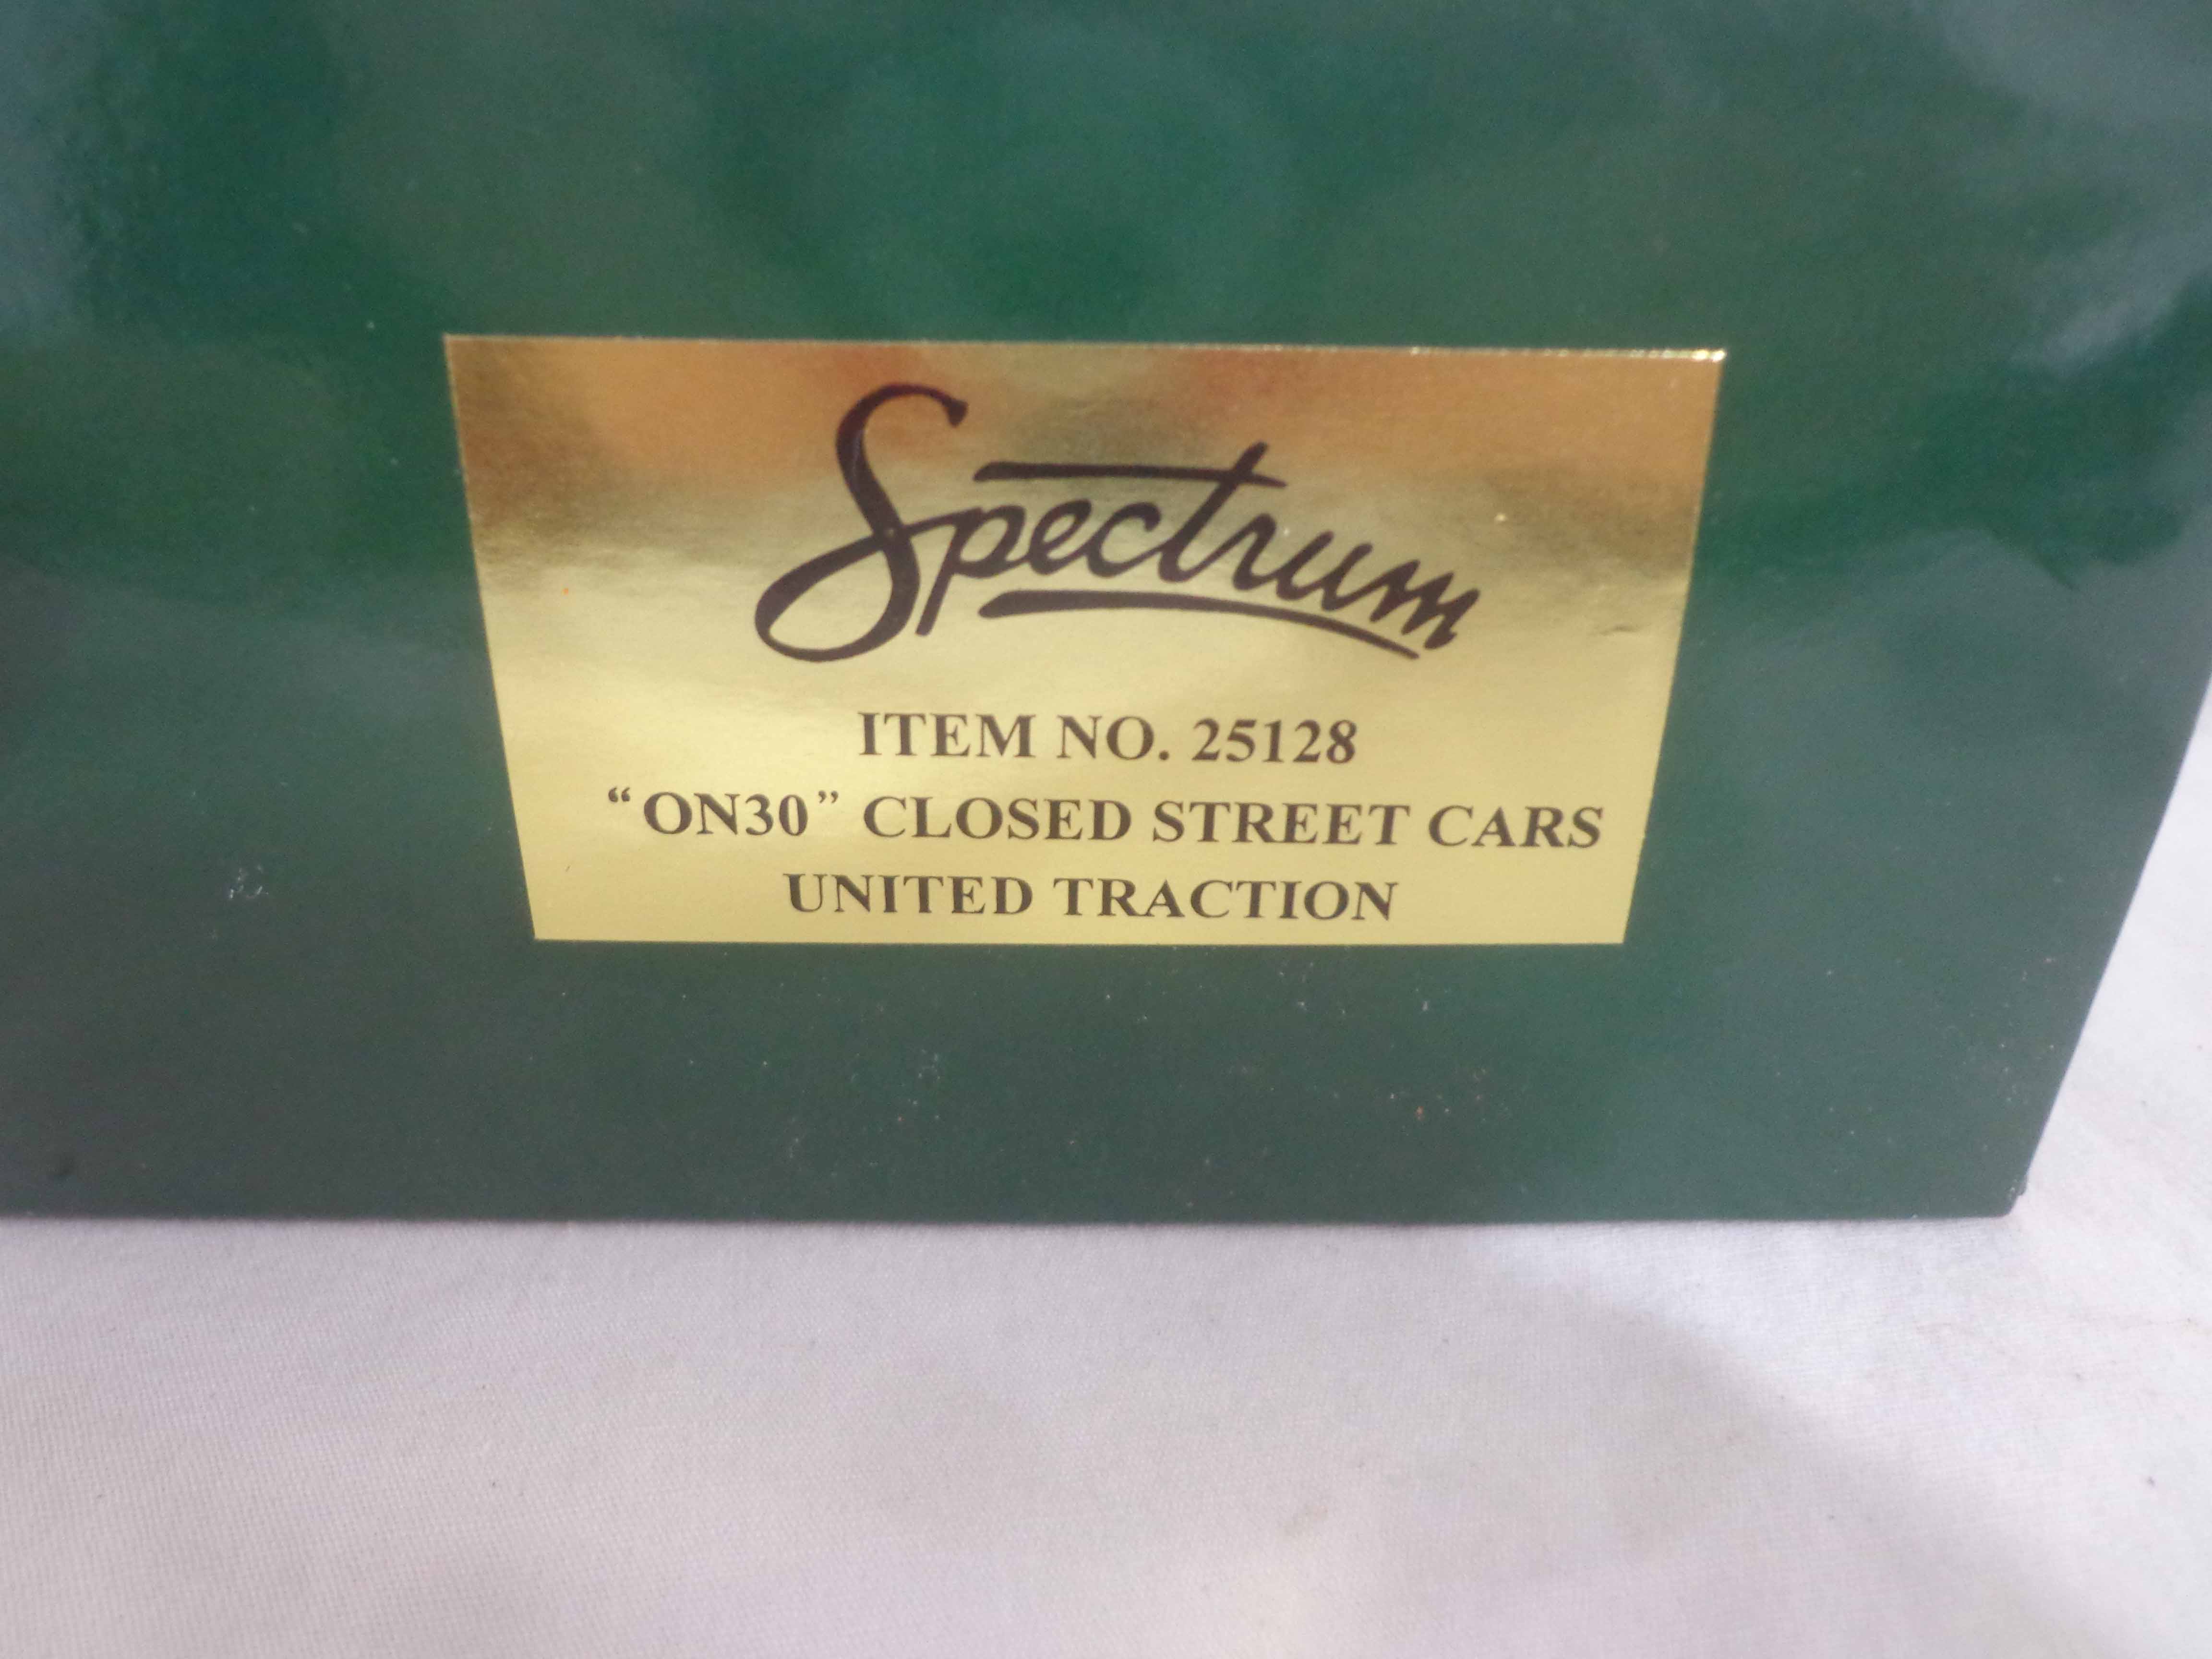 Spectrum
ITEM NO. 25128
“ON30” CLOSED STREET CARS
UNITED TRACTION